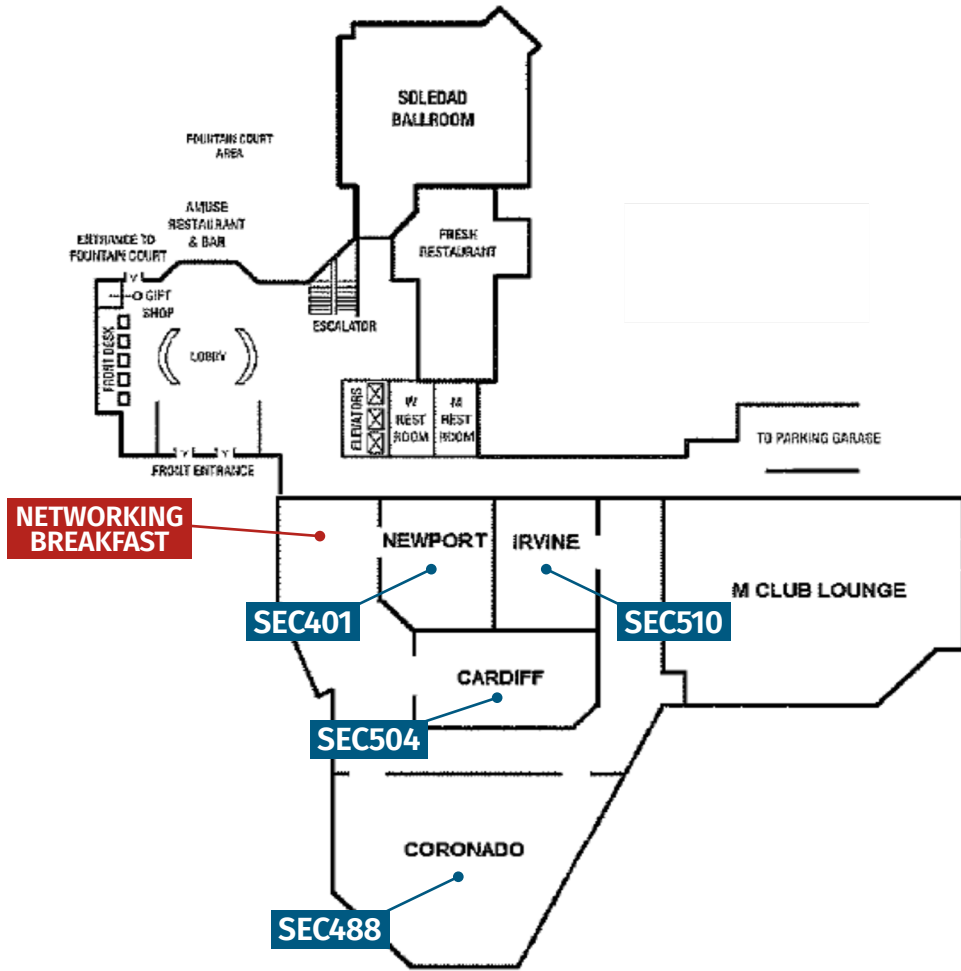 SOLEDAD
BALLROOM
FOUNTAIN COURT
AREA
AMUSE
RESTAURANT
& BAR
FRESH
RESTAURANT
ENTRANCE TO
FOUNTAIN COURT
GIFT
SHOP
ESCALATOR
FRONT DESK
LOBBY
ELEVATORS
W
REST
ROOM
M
REST
ROOM
TO PARKING GARAGE
FRONT ENTRANCE
NETWORKING
BREAKFAST
NEWPORT
IRVINE
M CLUB LOUNGE
SEC401
SEC510
CARDIFF
SEC504
CORONADO
SEC488